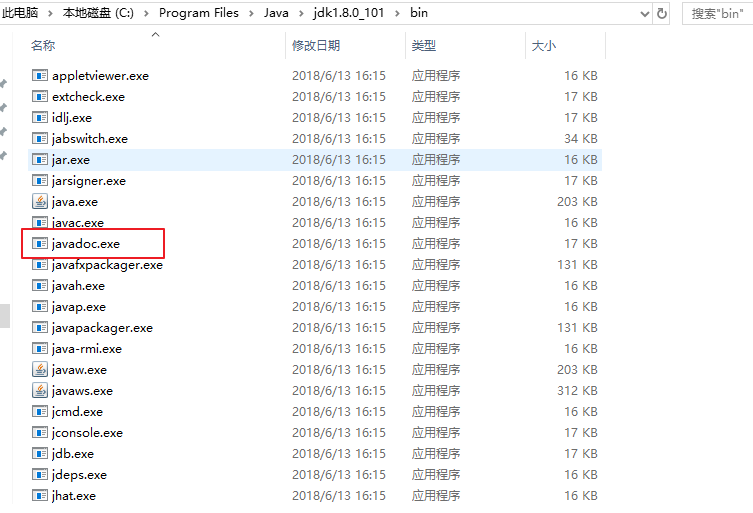 此电脑 › 本地磁盘 (C:) › Program Files › Java › jdk1.8.0_101 › bin 搜索"bin"
名称 修改日期 类型 大小
appletviewer.exe 2018/6/13 16:15 应用程序 16 KB
extcheck.exe 2018/6/13 16:15 应用程序 17 KB
idlj.exe 2018/6/13 16:15 应用程序 17 KB
jabswitch.exe 2018/6/13 16:15 应用程序 34 KB
jar.exe 2018/6/13 16:15 应用程序 16 KB
jarsigner.exe 2018/6/13 16:15 应用程序 17 KB
java.exe 2018/6/13 16:15 应用程序 203 KB
javac.exe 2018/6/13 16:15 应用程序 16 KB
javadoc.exe 2018/6/13 16:15 应用程序 17 KB
javafxpackager.exe 2018/6/13 16:15 应用程序 131 KB
javah.exe 2018/6/13 16:15 应用程序 16 KB
javap.exe 2018/6/13 16:15 应用程序 16 KB
javapackager.exe 2018/6/13 16:15 应用程序 131 KB
java-rmi.exe 2018/6/13 16:15 应用程序 16 KB
javaw.exe 2018/6/13 16:15 应用程序 203 KB
javaws.exe 2018/6/13 16:15 应用程序 312 KB
jcmd.exe 2018/6/13 16:15 应用程序 16 KB
jconsole.exe 2018/6/13 16:15 应用程序 17 KB
jdb.exe 2018/6/13 16:15 应用程序 17 KB
jdeps.exe 2018/6/13 16:15 应用程序 16 KB
jhat.exe 2018/6/13 16:15 应用程序 16 KB